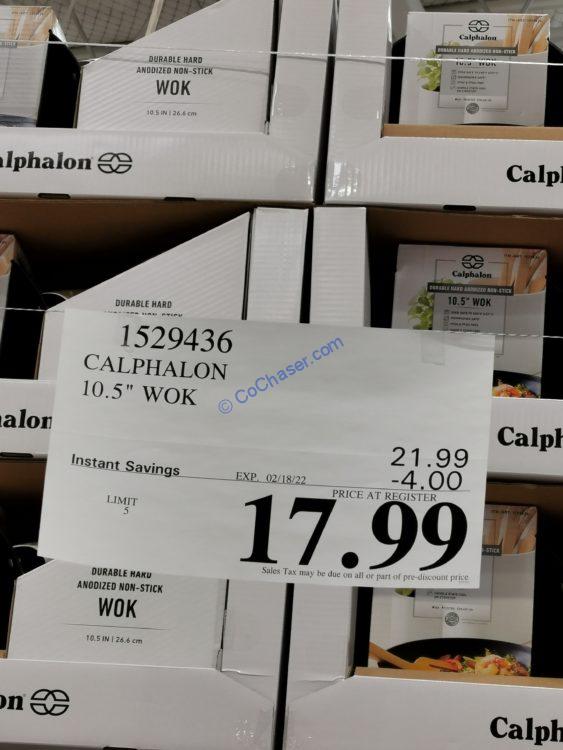 DURABLE HARD
ANODIZED NON-STICK
WOK
10.5 IN | 26.6 cm
Calphalon
DURABLE HARD ANODIZED NON-STICK
10.5" WOK
alphalon
Calp
DURABLE HARD
Calphalon
DURABLE HARD ANODIZED NON-STICK
10.5" WOK
1529436
CALPHALON
10.5" WOK
© CoChaser.com
21.99
Instant Savings
EXP. 02/18/22
-4.00
LIMIT
5
PRICE AT REGISTER
17.99
Sales Tax may be due on all or part of pre-discount price
alon
Calph
DURABLE HARD
ANODIZED NON-STICK
WOK
10.5 IN | 26.6 cm
on
Calph